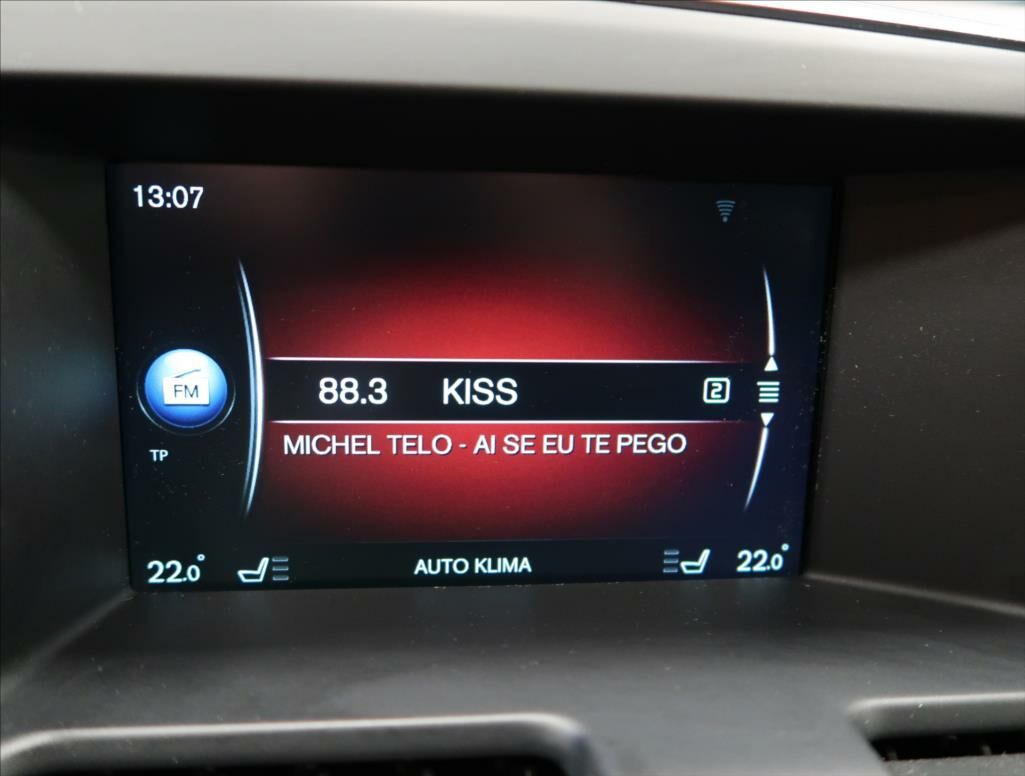 13:07
FM
88.3 KISS 2
TP
MICHEL TELO - AI SE EU TE PEGO
22.0° AUTO KLIMA 22.0°